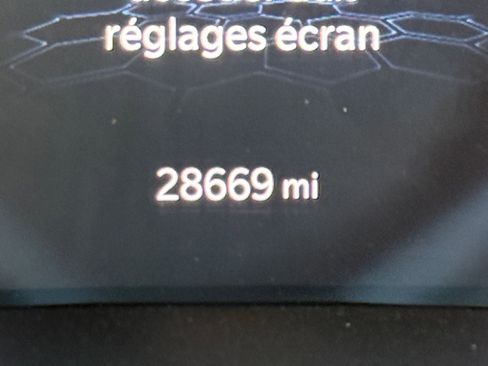 réglages écran
28669 mi